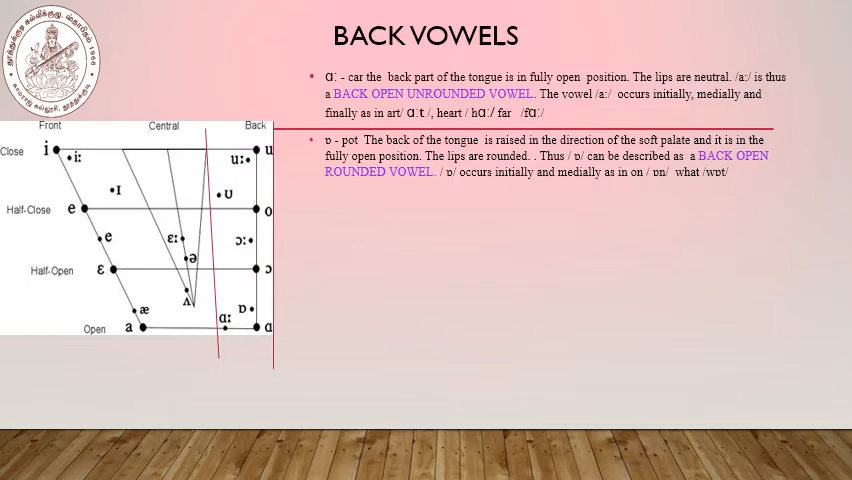 BACK VOWELS
• ɑː - car the back part of the tongue is in fully open position. The lips are neutral. /a:/ is thus
a BACK OPEN UNROUNDED VOWEL. The vowel /a:/ occurs initially, medially and
finally as in art/ ɑːt /, heart / hɑː/ far /fɑː/
• ɒ - pot The back of the tongue is raised in the direction of the soft palate and it is in the
fully open position. The lips are rounded. . Thus / ɒ/ can be described as a BACK OPEN
ROUNDED VOWEL. / ɒ/ occurs initially and medially as in on / ɒn/ what /wɒt/
Front Central Back
Close i i: u: u
ɪ ʊ
Half-Close e o
e ɛ: ɔ:
ə
Half-Open ɛ ɔ
ʌ
æ ɒ
ɑ:
Open a ɑ